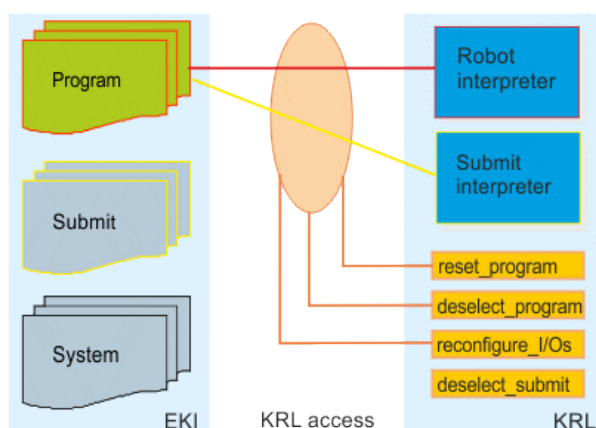 Program
Submit
System
EKI
KRL access
Robot
interpreter
Submit
interpreter
reset_program
deselect_program
reconfigure_I/Os
deselect_submit
KRL